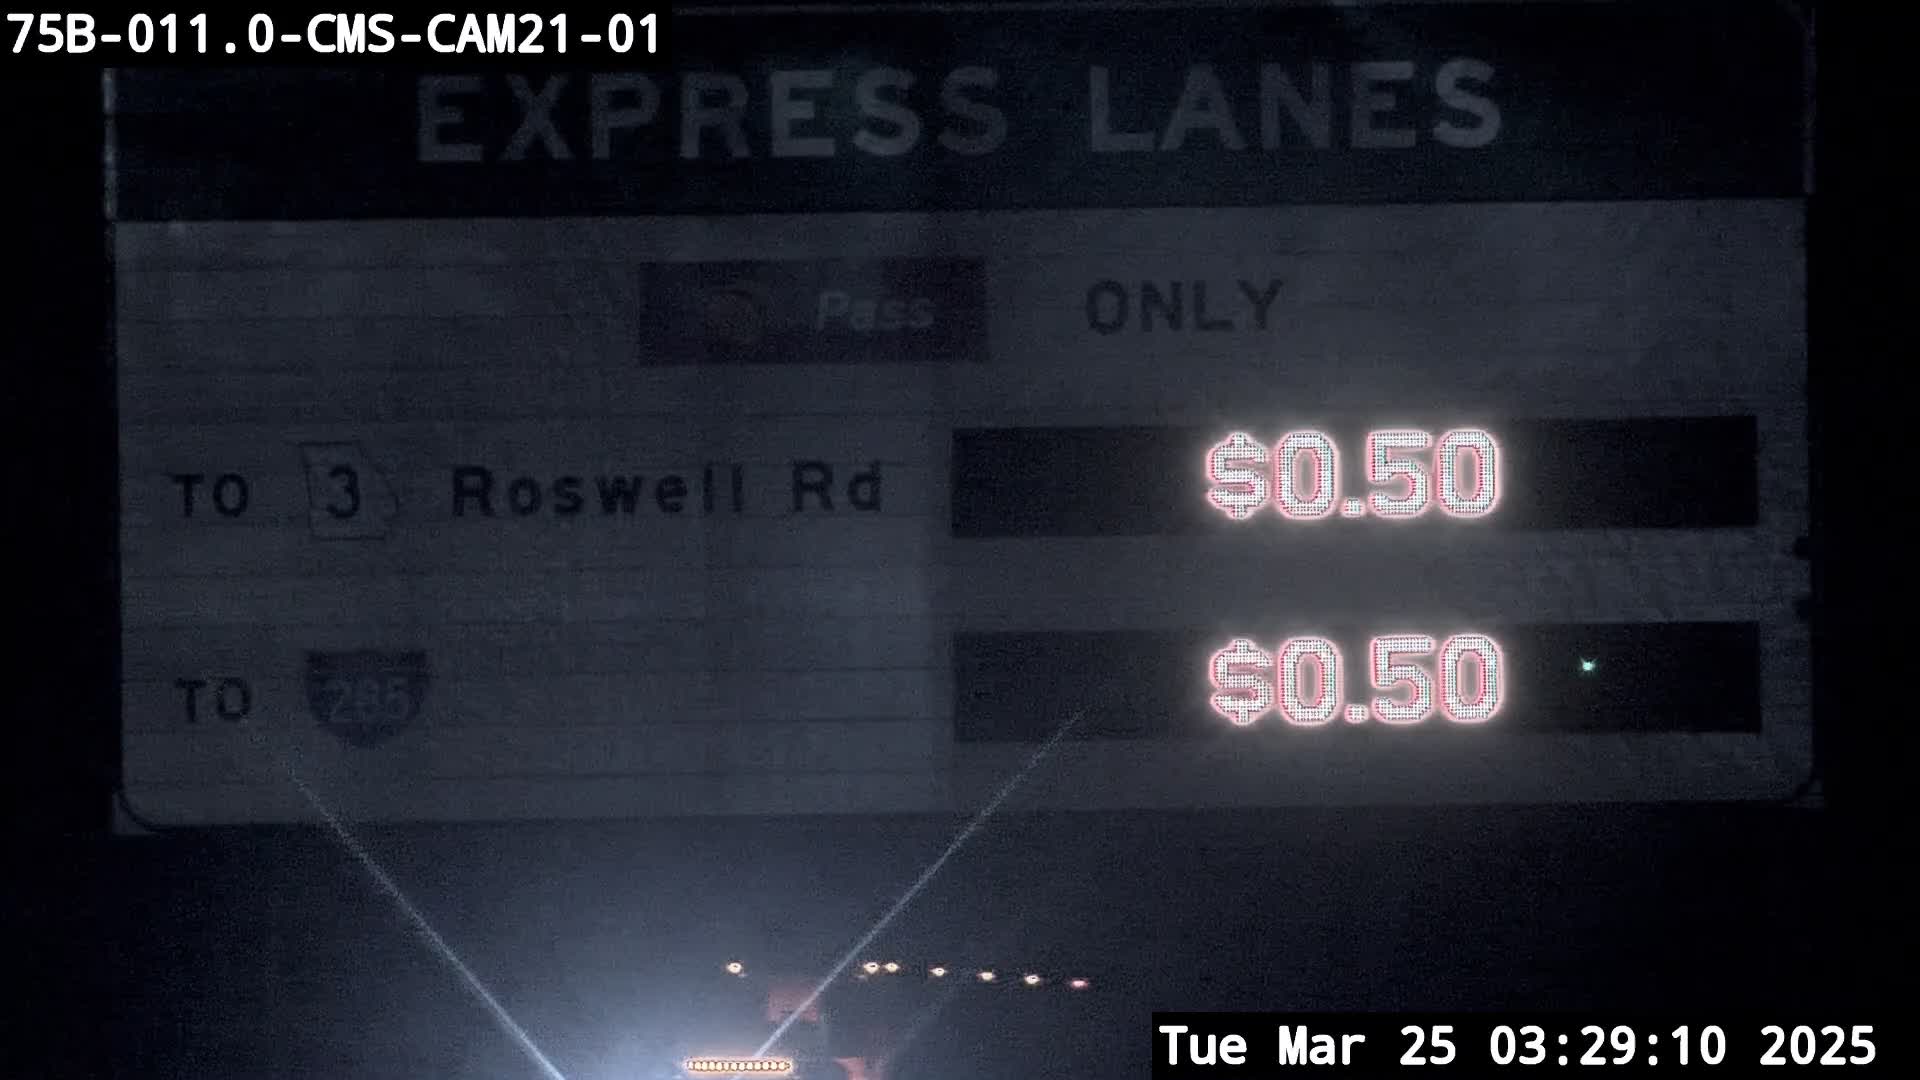 75B-011.0-CMS-CAM21-01
EXPRESS LANES
Pass ONLY
TO 3 Roswell Rd $0.50
TO 285 $0.50
Tue Mar 25 03:29:10 2025